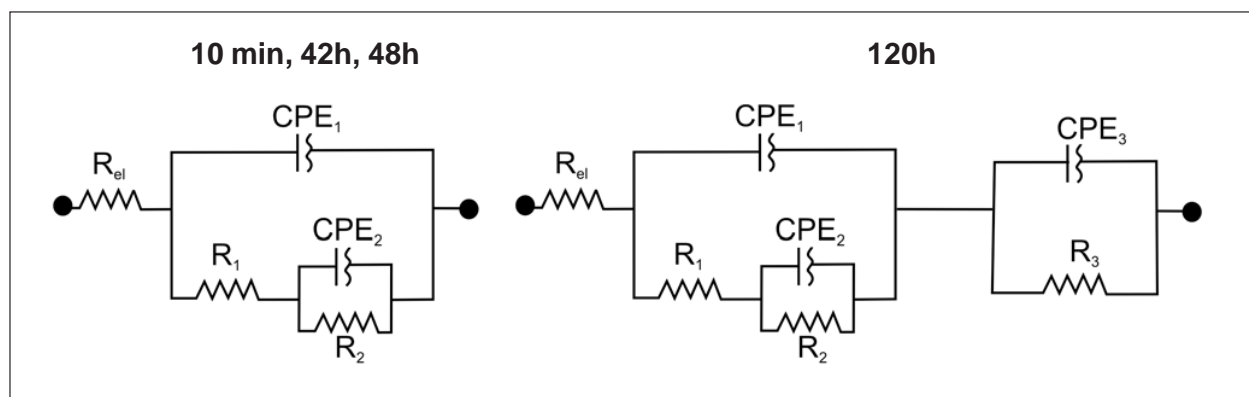 10 min, 42h, 48h
CPE₁
Rₑₗ
CPE₂
R₁
R₂
120h
CPE₁
CPE₃
Rₑₗ
CPE₂
R₁
R₃
R₂